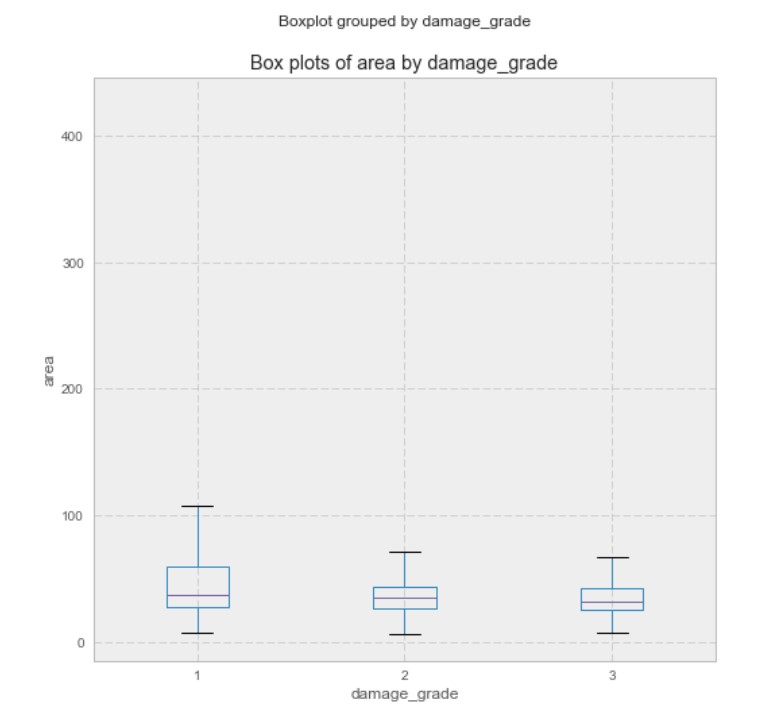 Boxplot grouped by damage_grade
Box plots of area by damage_grade
400
300
200
100
0
area
1 2 3
damage_grade